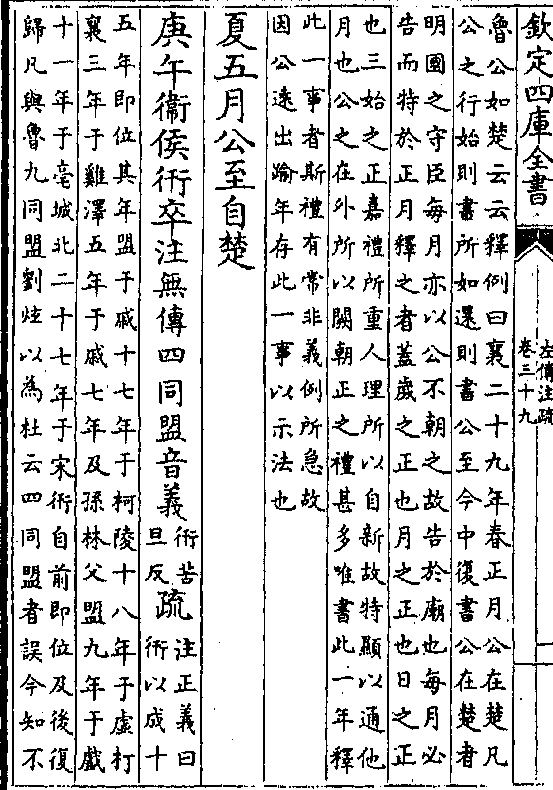 欽定四庫全書
左傳注疏
卷三十九
一
魯公如楚云云釋例曰襄二十九年春正月公在楚凡
公之行始則書所如還則書公至今中復書公在楚者
明國之守臣每月亦以公不朝之故告於廟也每月必
告而特於正月釋之者蓋歲之正也月之正也日之正
也三始之正嘉禮所重人理所以自新故特顯以通他
月也公之在外所以闕朝正之禮甚多唯書此一年釋
此一事者斯禮有常非義例所急故
因公遠出踰年存此一事以示法也
夏五月公至自楚
庚午衞侯衎卒注無傳四同盟音義
衎苦
旦反
疏
注正義曰
衎以成十
五年即位其年盟于戚十七年于柯陵十八年于虛朾
襄三年于雞澤五年于戚七年及孫林父盟九年于戲
十一年于亳城北二十七年于宋衎自前即位及後復
歸凡與魯九同盟劉炫以為杜云四同盟者誤今知不